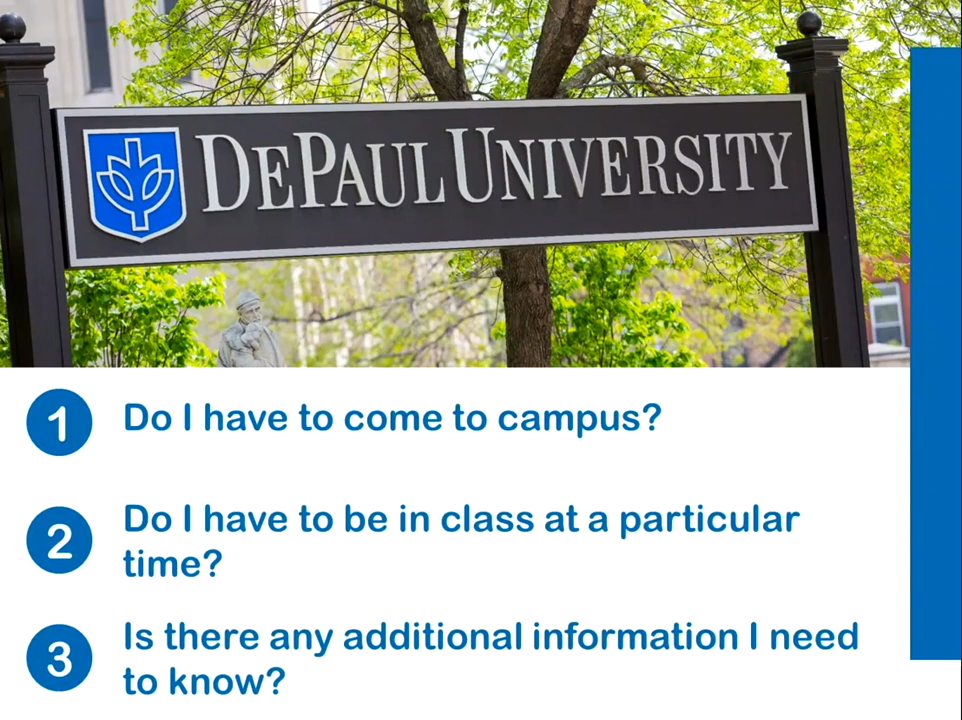 DEPAUL UNIVERSITY
1 Do I have to come to campus?
2 Do I have to be in class at a particular
time?
3 Is there any additional information I need
to know?